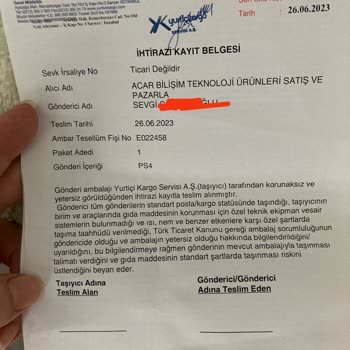 Genel Müdürlük
yurtiçi kargo
SERVİSİ A.Ş.
Tarih : 26.06.2023
İHTİRAZİ KAYIT BELGESİ
Sevk İrsaliye No Ticari Değildir
Alıcı Adı ACAR BİLİŞİM TEKNOLOJİ ÜRÜNLERİ SATIŞ VE
PAZARLA
Gönderici Adı SEVGİ
Teslim Tarihi 26.06.2023
Ambar Tesellüm Fişi No E022458
Paket Adedi 1
Gönderi İçeriği PS4
Gönderi ambalajı Yurtiçi Kargo Servisi A.Ş.(taşıyıcı) tarafından korunaksız ve
yetersiz görüldüğünden ihtirazi kayıtla teslim alınmıştır.
Gönderici tüm gönderilerin standart posta/kargo statüsünde taşındığı, taşıyıcının
birim ve araçlarında gıda maddesinin korunması için özel teknik ekipman vesair
sistemlerin bulunmadığı ve ısı, nem ve benzer etkenlere karşı özel şartlarda
taşıma taahhüdü verilmediği, Türk Ticaret Kanunu gereği ambalaj sorumluluğunun
göndericide olduğu ve ambalajın yetersiz olduğu hakkında bilgilendirildiğini/
uyarıldığını, bu bilgilendirmeye rağmen gönderinin mevcut ambalajıyla taşınması
talimatı verdiğini ve gıda maddesinin standart şartlarda taşınması riskini
üstlendiğini beyan eder.
Taşıyıcı Adına Gönderici/Gönderici
Teslim Alan Adına Teslim Eden